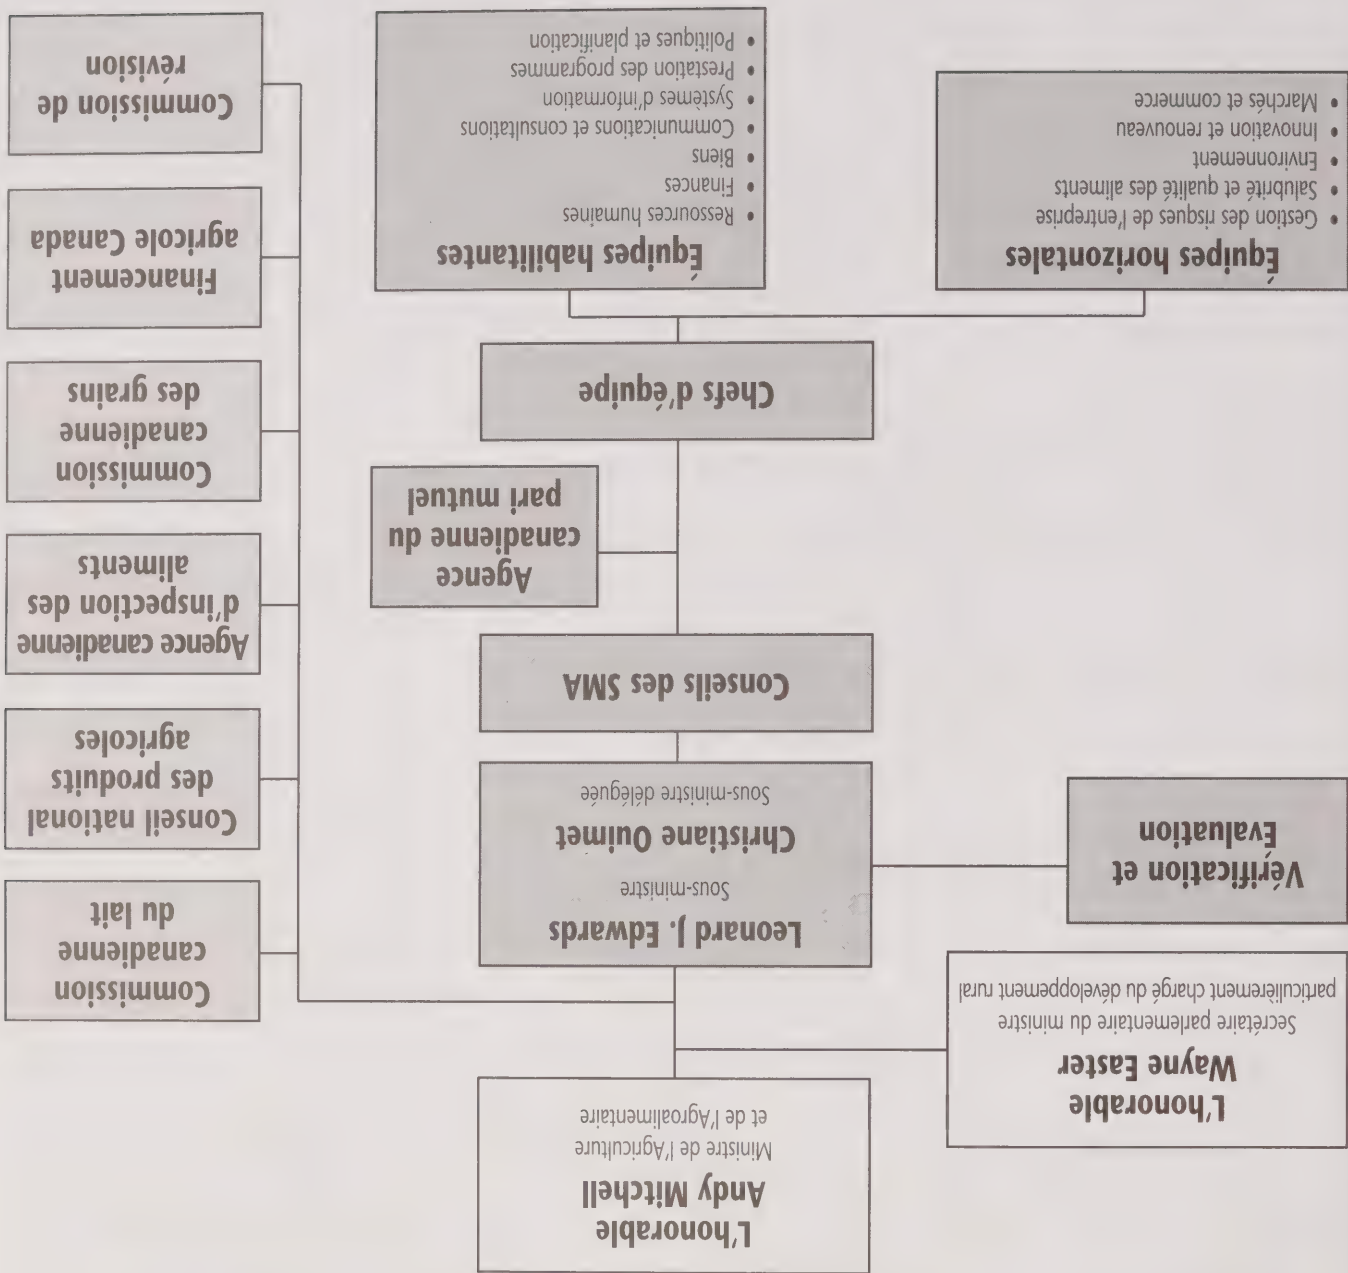 L'honorable
Andy Mitchell
Ministre de l'Agriculture
et de l'Agroalimentaire
L'honorable
Wayne Easter
Secrétaire parlementaire du ministre
particulièrement chargé du développement rural
Leonard J. Edwards
Sous-ministre
Christiane Ouimet
Sous-ministre déléguée
Vérification et
Évaluation
Conseils des SMA
Agence
canadienne du
pari mutuel
Chefs d'équipe
Équipes horizontales
• Gestion des risques de l'entreprise
• Salubrité et qualité des aliments
• Environnement
• Innovation et renouveau
• Marchés et commerce
Équipes habilitantes
• Ressources humaines
• Finances
• Biens
• Communications et consultations
• Systèmes d'information
• Prestation des programmes
• Politiques et planification
Commission
canadienne
du lait
Conseil national
des produits
agricoles
Agence canadienne
d'inspection des
aliments
Commission
canadienne
des grains
Financement
agricole Canada
Commission de
révision